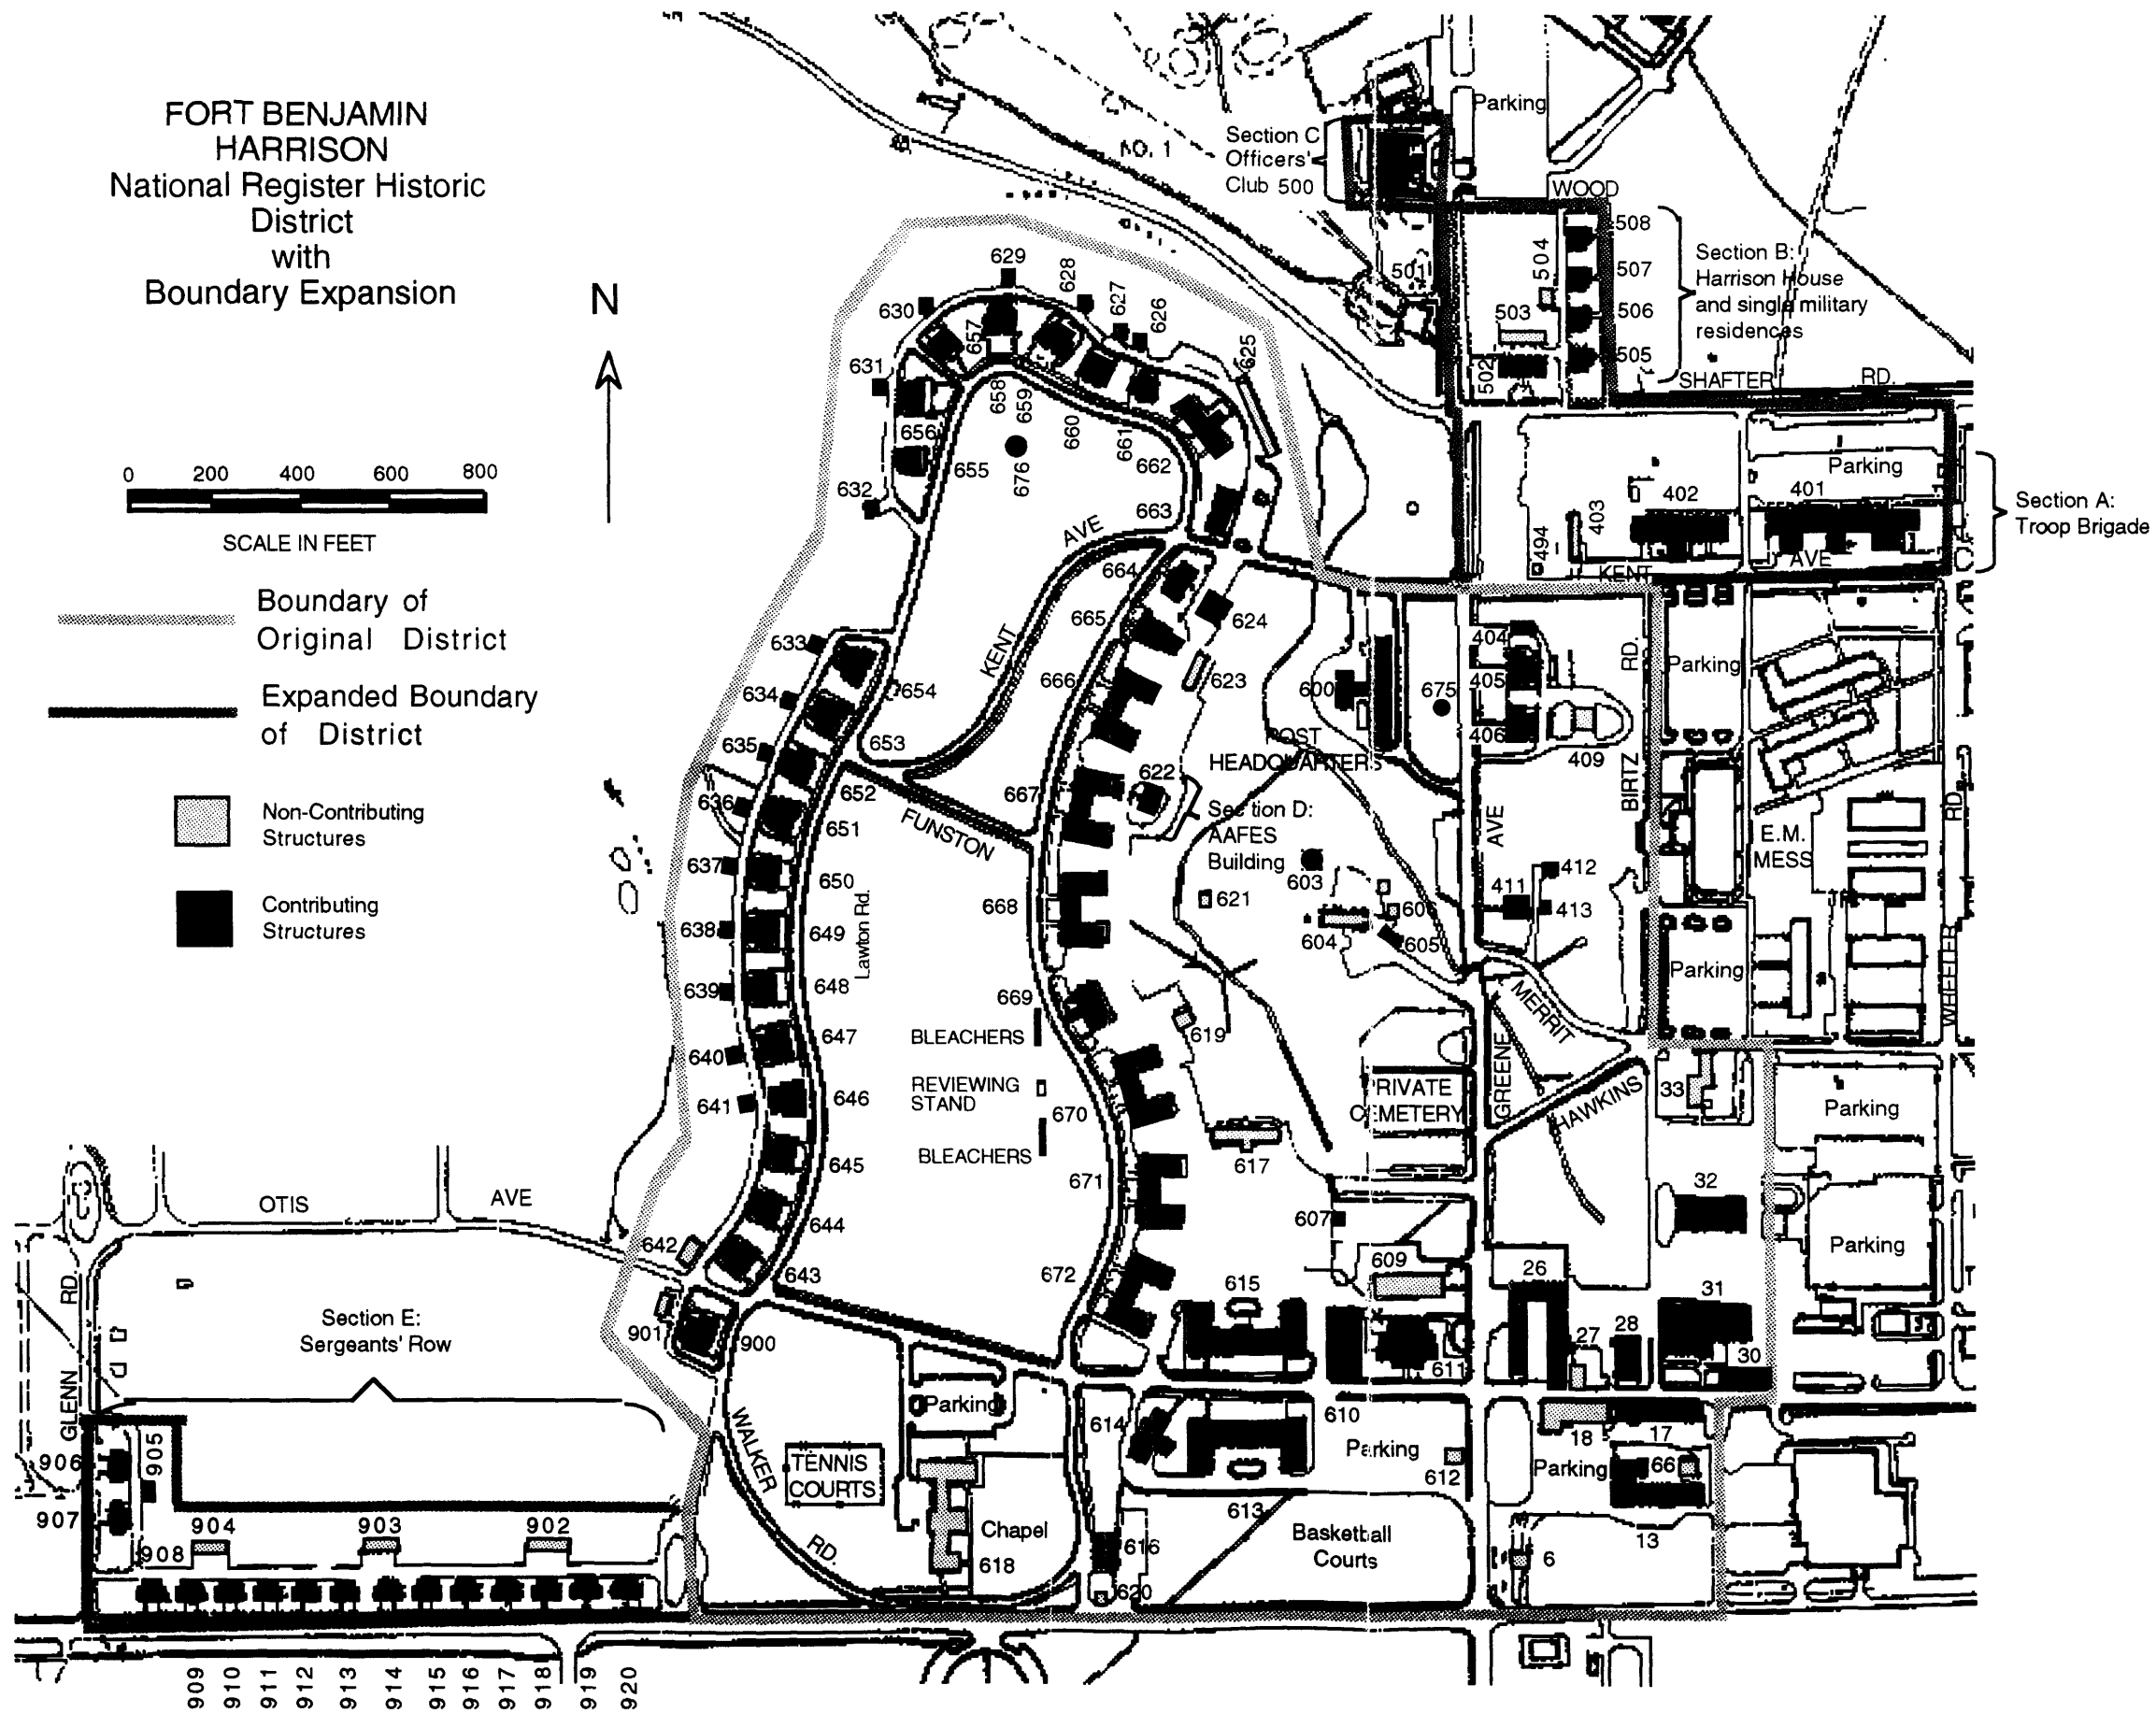 FORT BENJAMIN
HARRISON
National Register Historic
District
with
Boundary Expansion
N
0 200 400 600 800
SCALE IN FEET
Boundary of
Original District
Expanded Boundary
of District
Non-Contributing
Structures
Contributing
Structures
NO. 1
Section C
Officers'
Club 500
Parking
WOOD
508
507
506
505
504
503
502
501
Section B:
Harrison House
and single military
residences
SHAFTER RD.
Parking
401
402
403
494
KENT AVE
Section A:
Troop Brigade
629
628
627
626
625
630
631
632
657
658
659
660
661
662
663
656
655
676
KENT AVE
664
665
666
667
668
669
670
671
672
624
623
622
621
619
617
633
634
635
636
637
638
639
640
641
642
654
653
652
651
650
649
648
647
646
645
644
643
Lawton Rd.
FUNSTON
600
675
POST
HEADQUARTERS
Section D:
AAFES
Building
603
604
605
606
404
405
406
409
411
412
413
BIRTZ RD.
Parking
E.M.
MESS
Parking
WHEELER RD.
GREENE AVE
MERRIT
HAWKINS
BLEACHERS
REVIEWING
STAND
BLEACHERS
PRIVATE
CEMETERY
33
32
31
30
28
27
26
Parking
Parking
607
609
611
615
610
Parking
612
613
614
616
620
18
17
Parking
66
13
6
Basketball
Courts
OTIS AVE
GLENN RD.
Section E:
Sergeants' Row
901
900
WALKER RD.
Parking
TENNIS
COURTS
Chapel
618
906
905
907
908
904
903
902
909
910
911
912
913
914
915
916
917
918
919
920